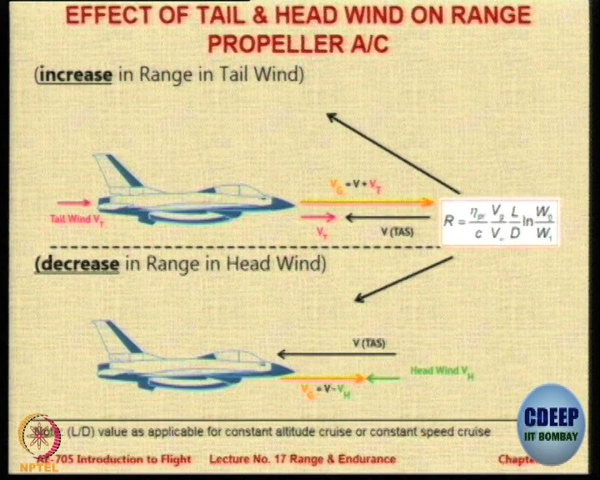 EFFECT OF TAIL & HEAD WIND ON RANGE
PROPELLER A/C
(increase in Range in Tail Wind)
V_G = V + V_T
Tail Wind V_T
V_T
V (TAS)
R = η_pr/c V_g/V_∞ L/D ln W_0/W_1
(decrease in Range in Head Wind)
V (TAS)
Head Wind V_H
V_G = V - V_H
(L/D) value as applicable for constant altitude cruise or constant speed cruise
AE-705 Introduction to Flight Lecture No. 17 Range & Endurance
NPTEL
CDEEP
IIT BOMBAY